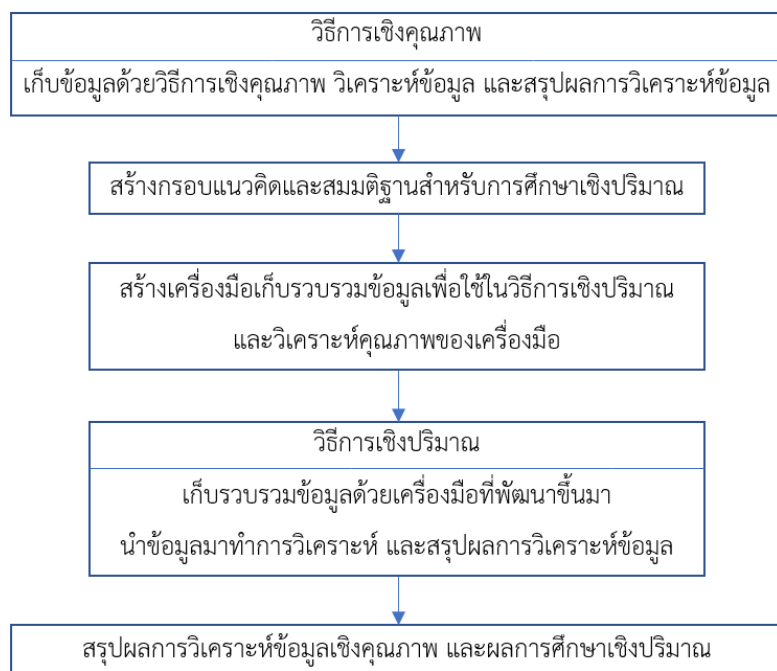 วิธีการเชิงคุณภาพ
เก็บข้อมูลด้วยวิธีการเชิงคุณภาพ วิเคราะห์ข้อมูล และสรุปผลการวิเคราะห์ข้อมูล
สร้างกรอบแนวคิดและสมมติฐานสำหรับการศึกษาเชิงปริมาณ
สร้างเครื่องมือเก็บรวบรวมข้อมูลเพื่อใช้ในวิธีการเชิงปริมาณ
และวิเคราะห์คุณภาพของเครื่องมือ
วิธีการเชิงปริมาณ
เก็บรวบรวมข้อมูลด้วยเครื่องมือที่พัฒนาขึ้นมา
นำข้อมูลมาทำการวิเคราะห์ และสรุปผลการวิเคราะห์ข้อมูล
สรุปผลการวิเคราะห์ข้อมูลเชิงคุณภาพ และผลการศึกษาเชิงปริมาณ